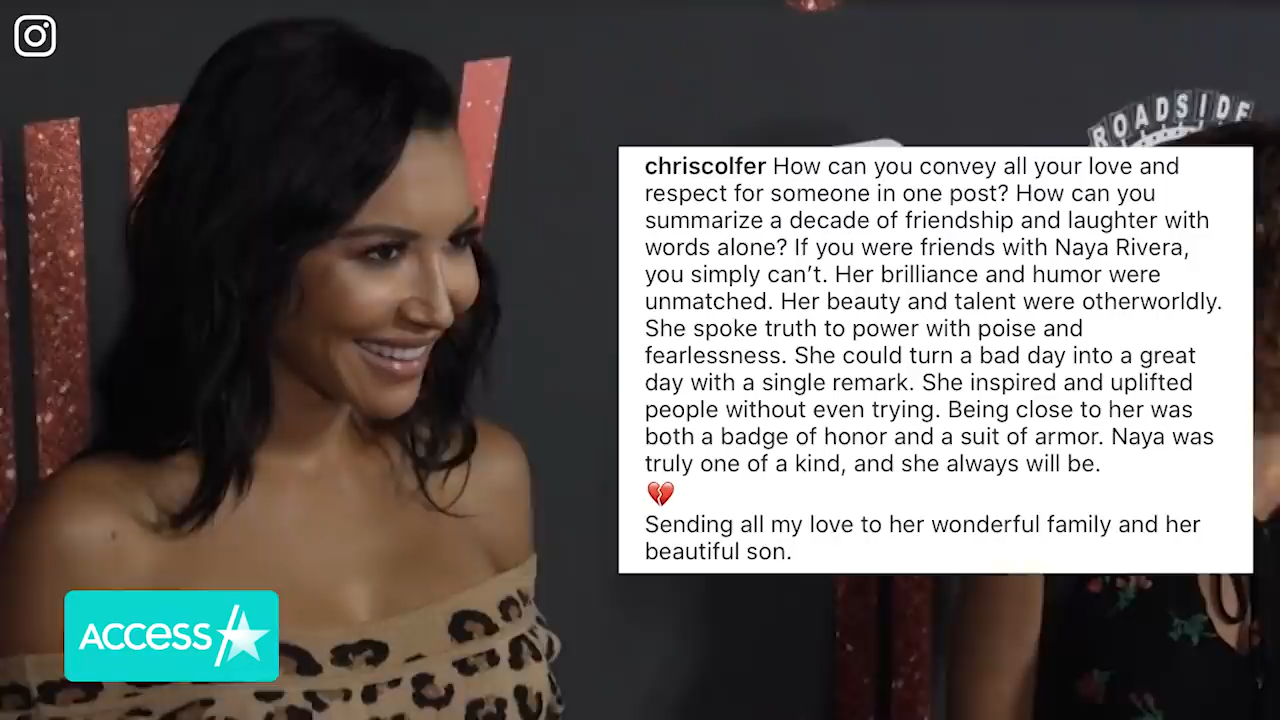 ROADSIDE
chriscolfer How can you convey all your love and
respect for someone in one post? How can you
summarize a decade of friendship and laughter with
words alone? If you were friends with Naya Rivera,
you simply can’t. Her brilliance and humor were
unmatched. Her beauty and talent were otherworldly.
She spoke truth to power with poise and
fearlessness. She could turn a bad day into a great
day with a single remark. She inspired and uplifted
people without even trying. Being close to her was
both a badge of honor and a suit of armor. Naya was
truly one of a kind, and she always will be.
💔
Sending all my love to her wonderful family and her
beautiful son.
ACCESS